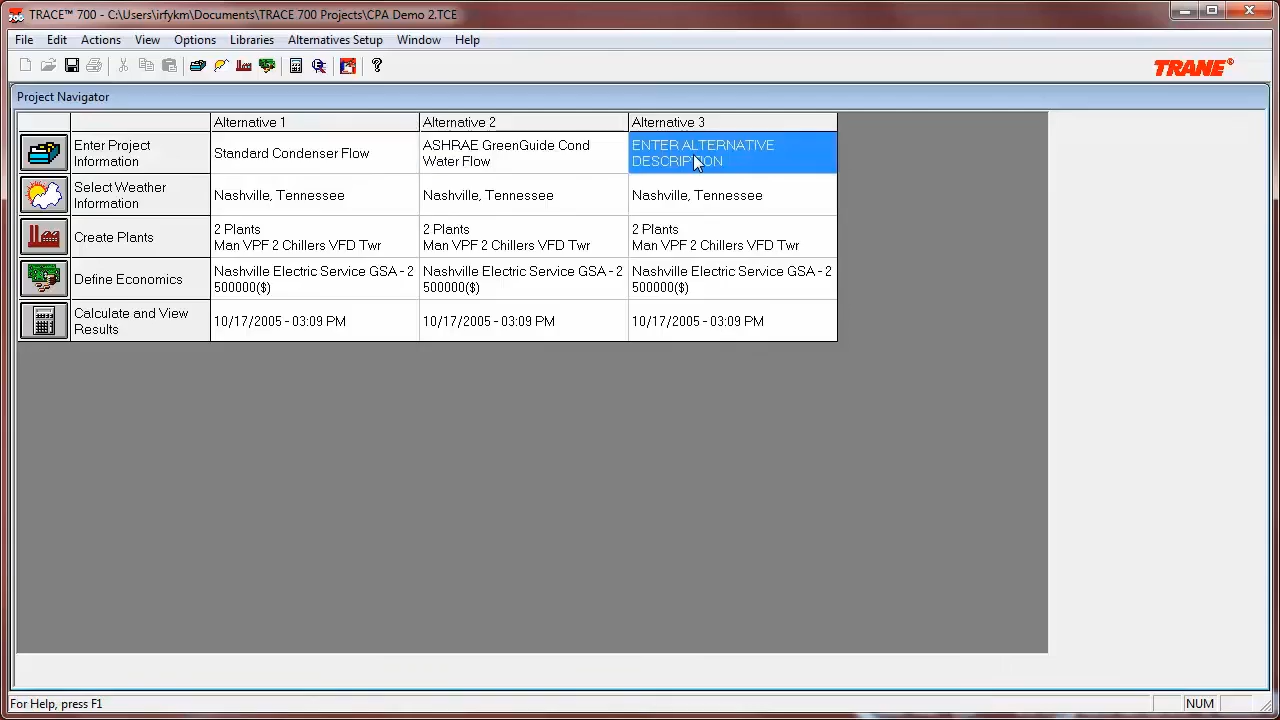 TRACE™ 700 - C:\Users\irfykm\Documents\TRACE 700 Projects\CPA Demo 2.TCE
File Edit Actions View Options Libraries Alternatives Setup Window Help
TRANE®
Project Navigator
Alternative 1 Alternative 2 Alternative 3
Enter Project
Information
Standard Condenser Flow
ASHRAE GreenGuide Cond
Water Flow
ENTER ALTERNATIVE
DESCRIPTION
Select Weather
Information
Nashville, Tennessee
Nashville, Tennessee
Nashville, Tennessee
Create Plants
2 Plants
Man VPF 2 Chillers VFD Twr
2 Plants
Man VPF 2 Chillers VFD Twr
2 Plants
Man VPF 2 Chillers VFD Twr
Define Economics
Nashville Electric Service GSA - 2
500000($)
Nashville Electric Service GSA - 2
500000($)
Nashville Electric Service GSA - 2
500000($)
Calculate and View
Results
10/17/2005 - 03:09 PM
10/17/2005 - 03:09 PM
10/17/2005 - 03:09 PM
For Help, press F1
NUM